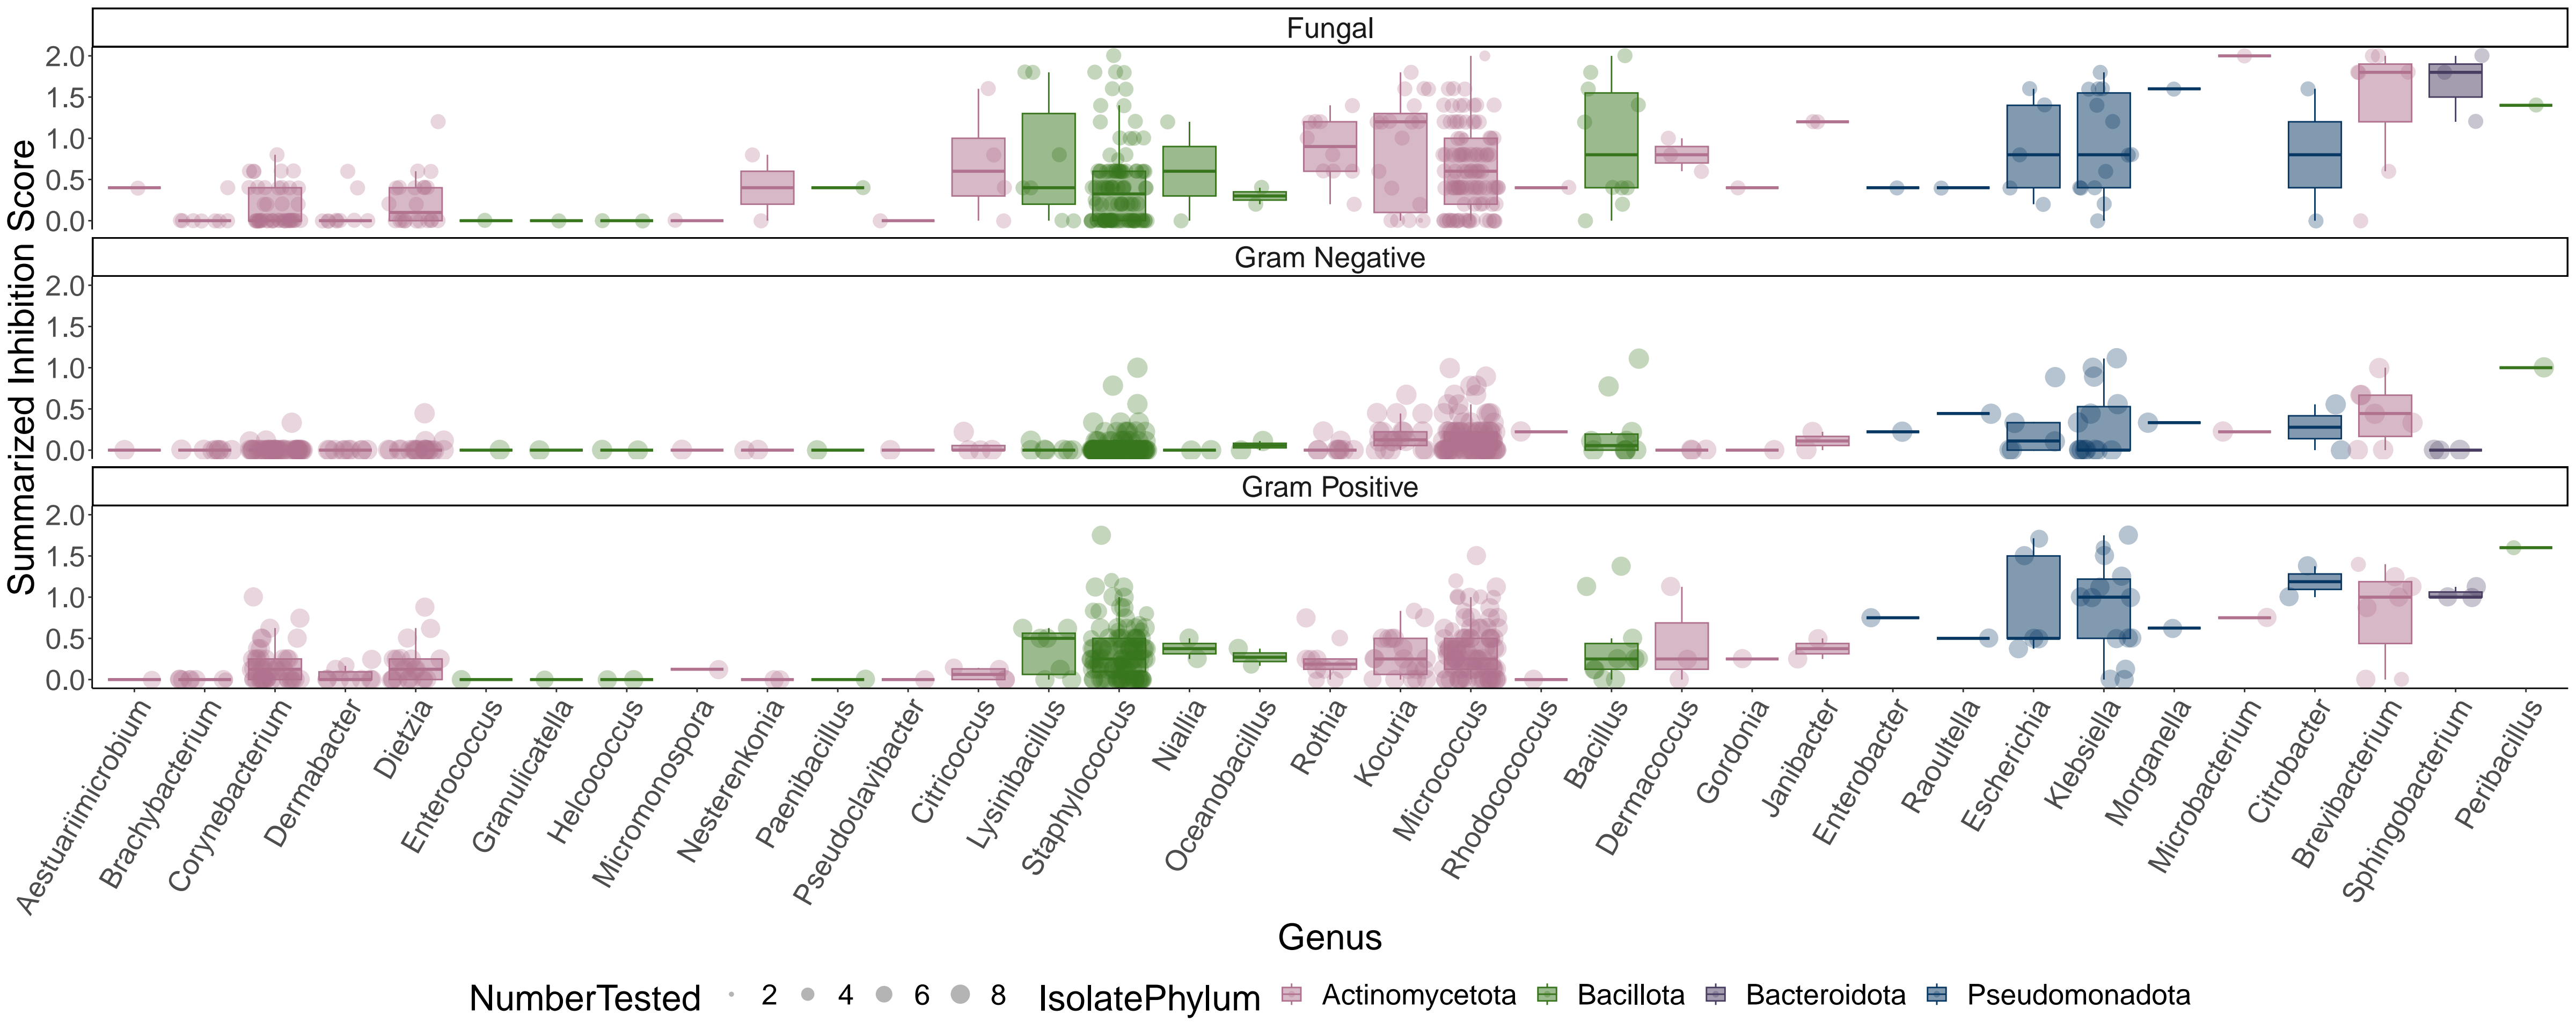 Fungal
2.0
1.5
1.0
0.5
0.0
Gram Negative
2.0
1.5
1.0
0.5
0.0
Gram Positive
2.0
1.5
1.0
0.5
0.0
Summarized Inhibition Score
Aestuariimicrobium
Brachybacterium
Corynebacterium
Dermabacter
Dietzia
Enterococcus
Granulicatella
Helcococcus
Micromonospora
Nesterenkonia
Paenibacillus
Pseudoclavibacter
Citricoccus
Lysinibacillus
Staphylococcus
Niallia
Oceanobacillus
Rothia
Kocuria
Micrococcus
Rhodococcus
Bacillus
Dermacoccus
Gordonia
Janibacter
Enterobacter
Raoultella
Escherichia
Klebsiella
Morganella
Microbacterium
Citrobacter
Brevibacterium
Sphingobacterium
Peribacillus
Genus
NumberTested 2 4 6 8 IsolatePhylum Actinomycetota Bacillota Bacteroidota Pseudomonadota